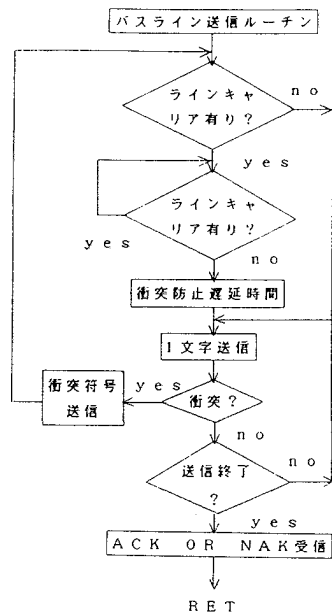 バスライン送信ルーチン
ラインキャ
リア有り?
no
yes
ラインキャ
リア有り?
yes
no
衝突防止遅延時間
1文字送信
衝突符号
送信
yes
衝突?
no
送信終了
?
no
yes
ACK OR NAK受信
RET